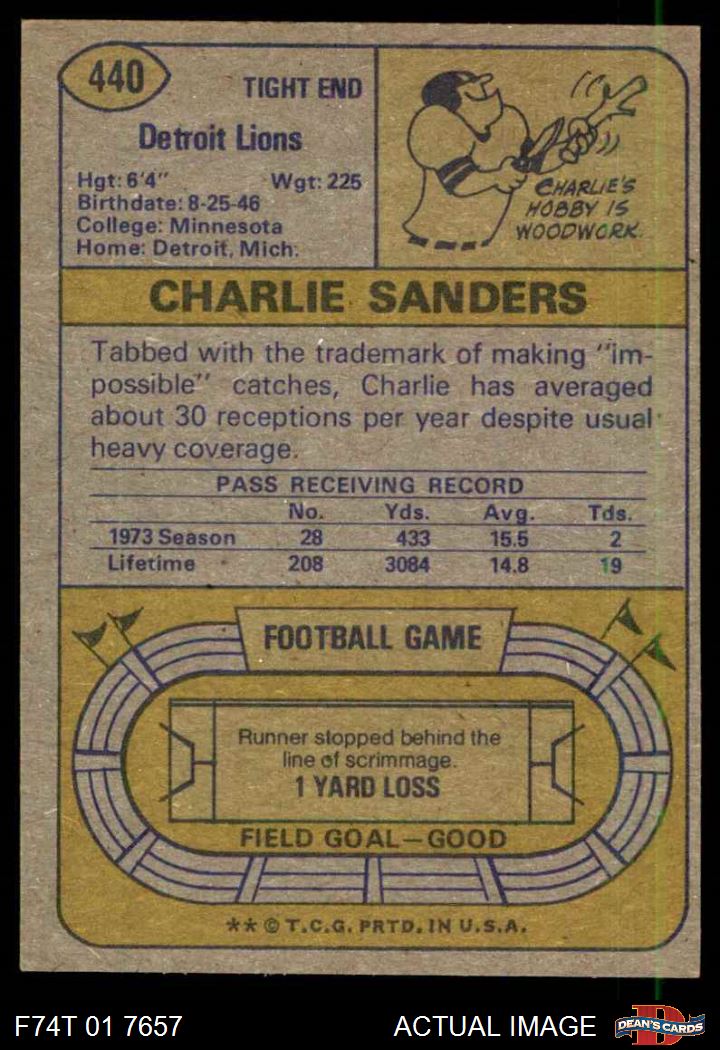 440
TIGHT END
Detroit Lions
Hgt: 6'4" Wgt: 225
Birthdate: 8-25-46
College: Minnesota
Home: Detroit, Mich.
CHARLIE'S
HOBBY IS
WOODWORK.
CHARLIE SANDERS
Tabbed with the trademark of making "im-
possible" catches, Charlie has averaged
about 30 receptions per year despite usual
heavy coverage.
PASS RECEIVING RECORD
No. Yds. Avg. Tds.
1973 Season 28 433 15.5 2
Lifetime 208 3084 14.8 19
FOOTBALL GAME
Runner stopped behind the
line of scrimmage.
1 YARD LOSS
FIELD GOAL—GOOD
** © T.C.G. PRTD. IN U.S.A.
F74T 01 7657 ACTUAL IMAGE
D
DEAN'S CARDS